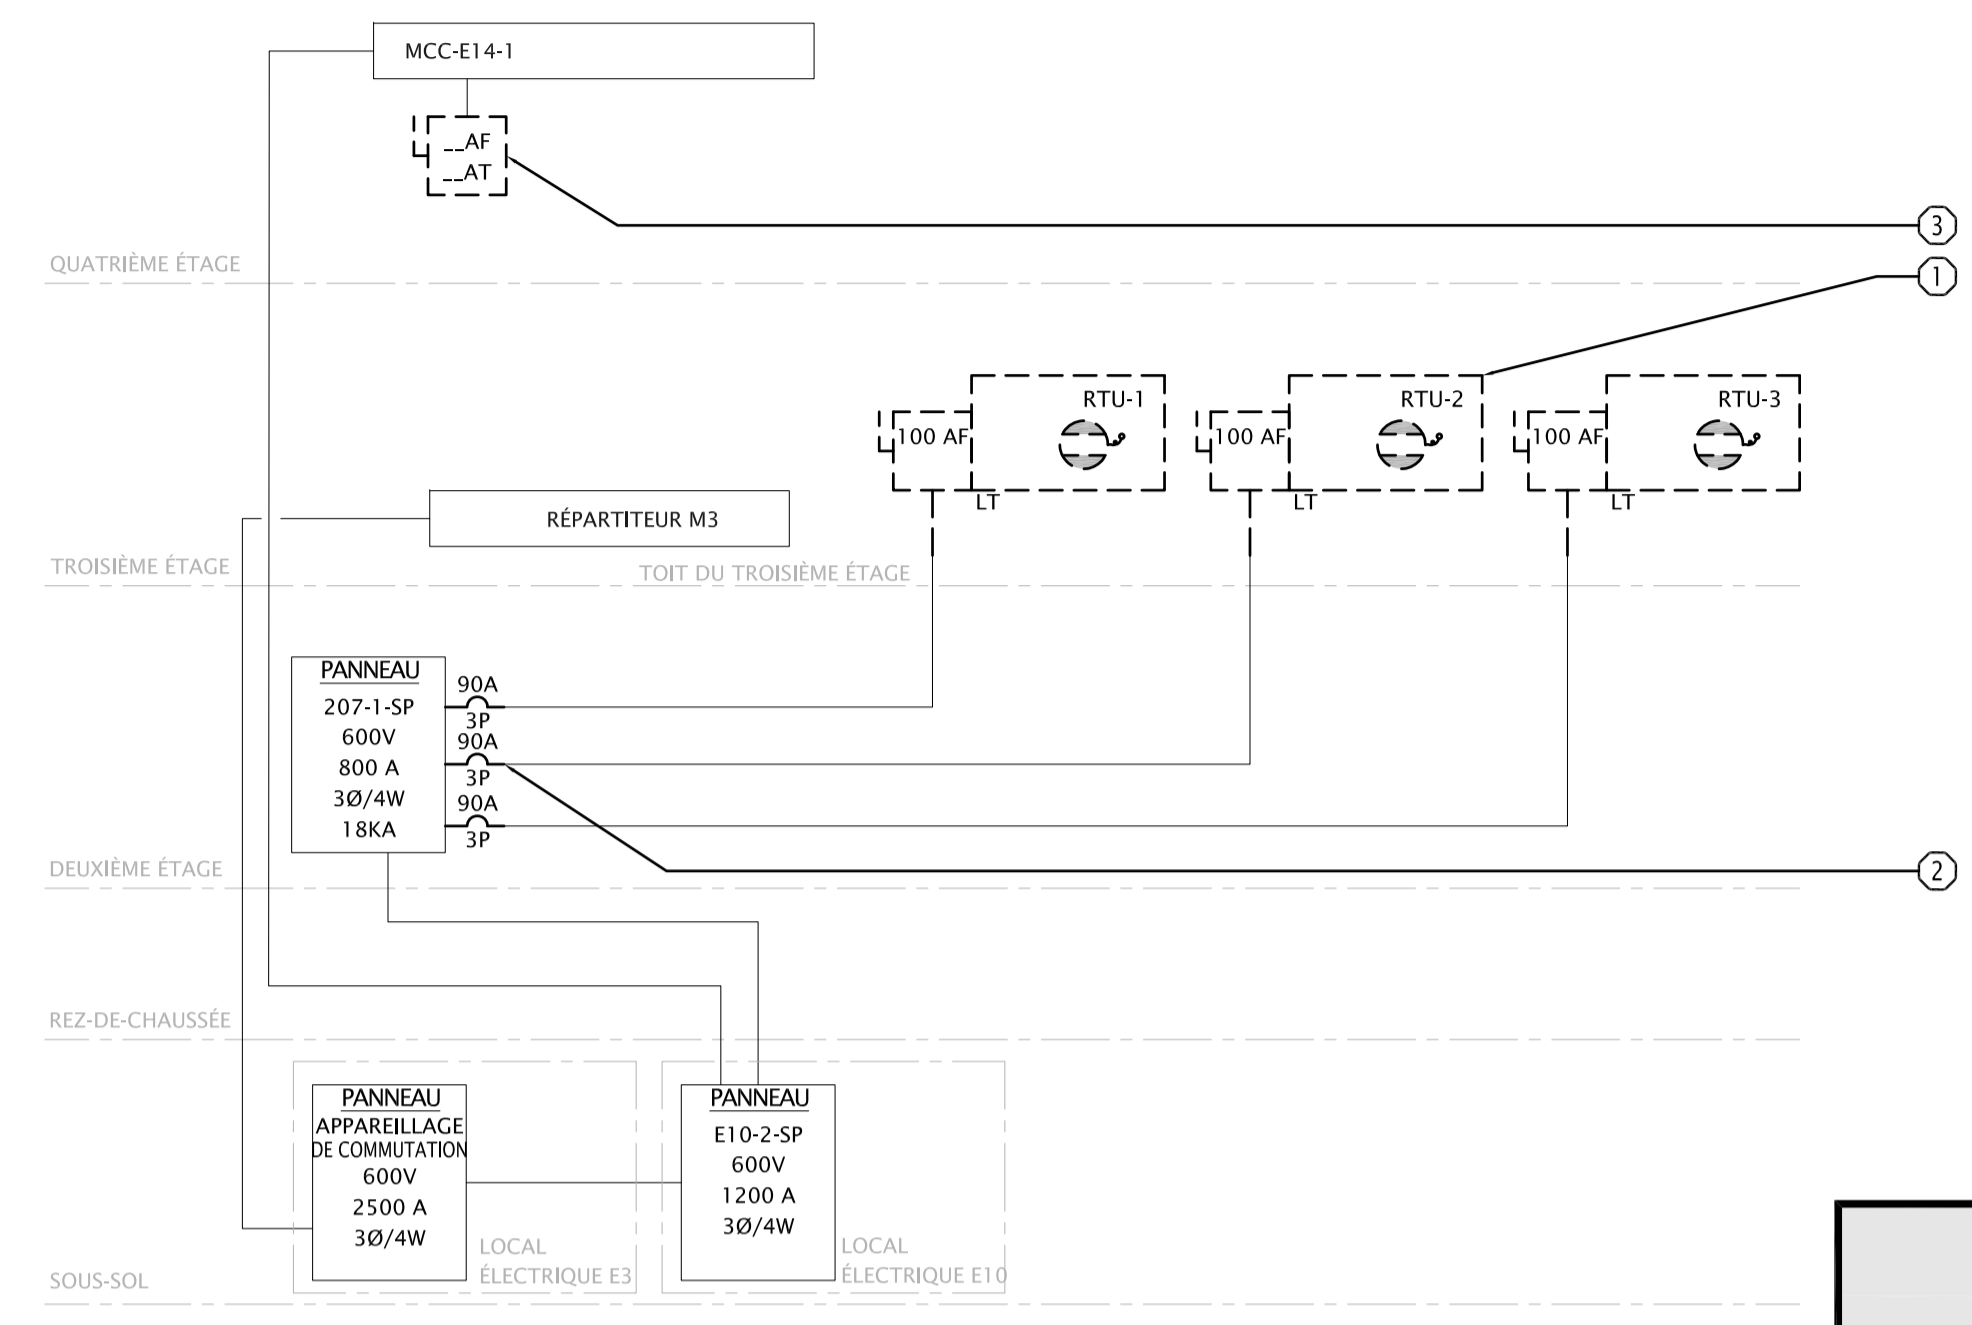 MCC-E14-1
__AF
__AT
3
QUATRIÈME ÉTAGE
1
RTU-1
100 AF
LT
RTU-2
100 AF
LT
RTU-3
100 AF
LT
RÉPARTITEUR M3
TROISIÈME ÉTAGE
TOIT DU TROISIÈME ÉTAGE
PANNEAU
207-1-SP
600V
800 A
3Ø/4W
18KA
90A
3P
90A
3P
90A
3P
DEUXIÈME ÉTAGE
2
REZ-DE-CHAUSSÉE
PANNEAU
APPAREILLAGE
DE COMMUTATION
600V
2500 A
3Ø/4W
LOCAL
ÉLECTRIQUE E3
PANNEAU
E10-2-SP
600V
1200 A
3Ø/4W
LOCAL
ÉLECTRIQUE E10
SOUS-SOL